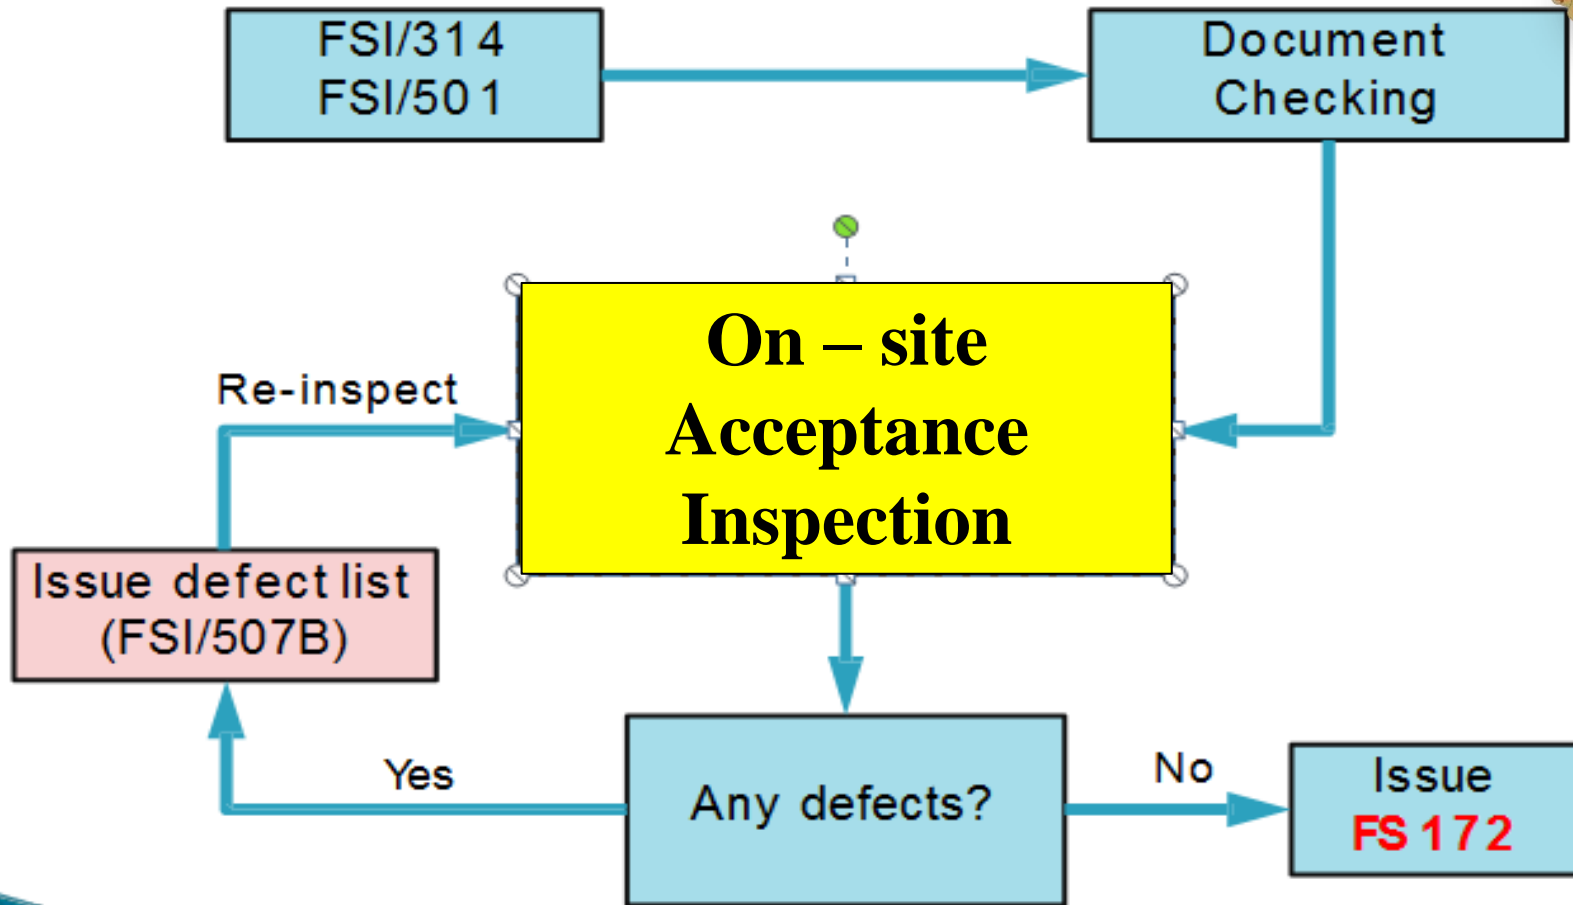 FSI/314
FSI/501
Document
Checking
On – site
Acceptance
Inspection
Re-inspect
Issue defect list
(FSI/507B)
Yes
Any defects?
No
Issue
FS 172